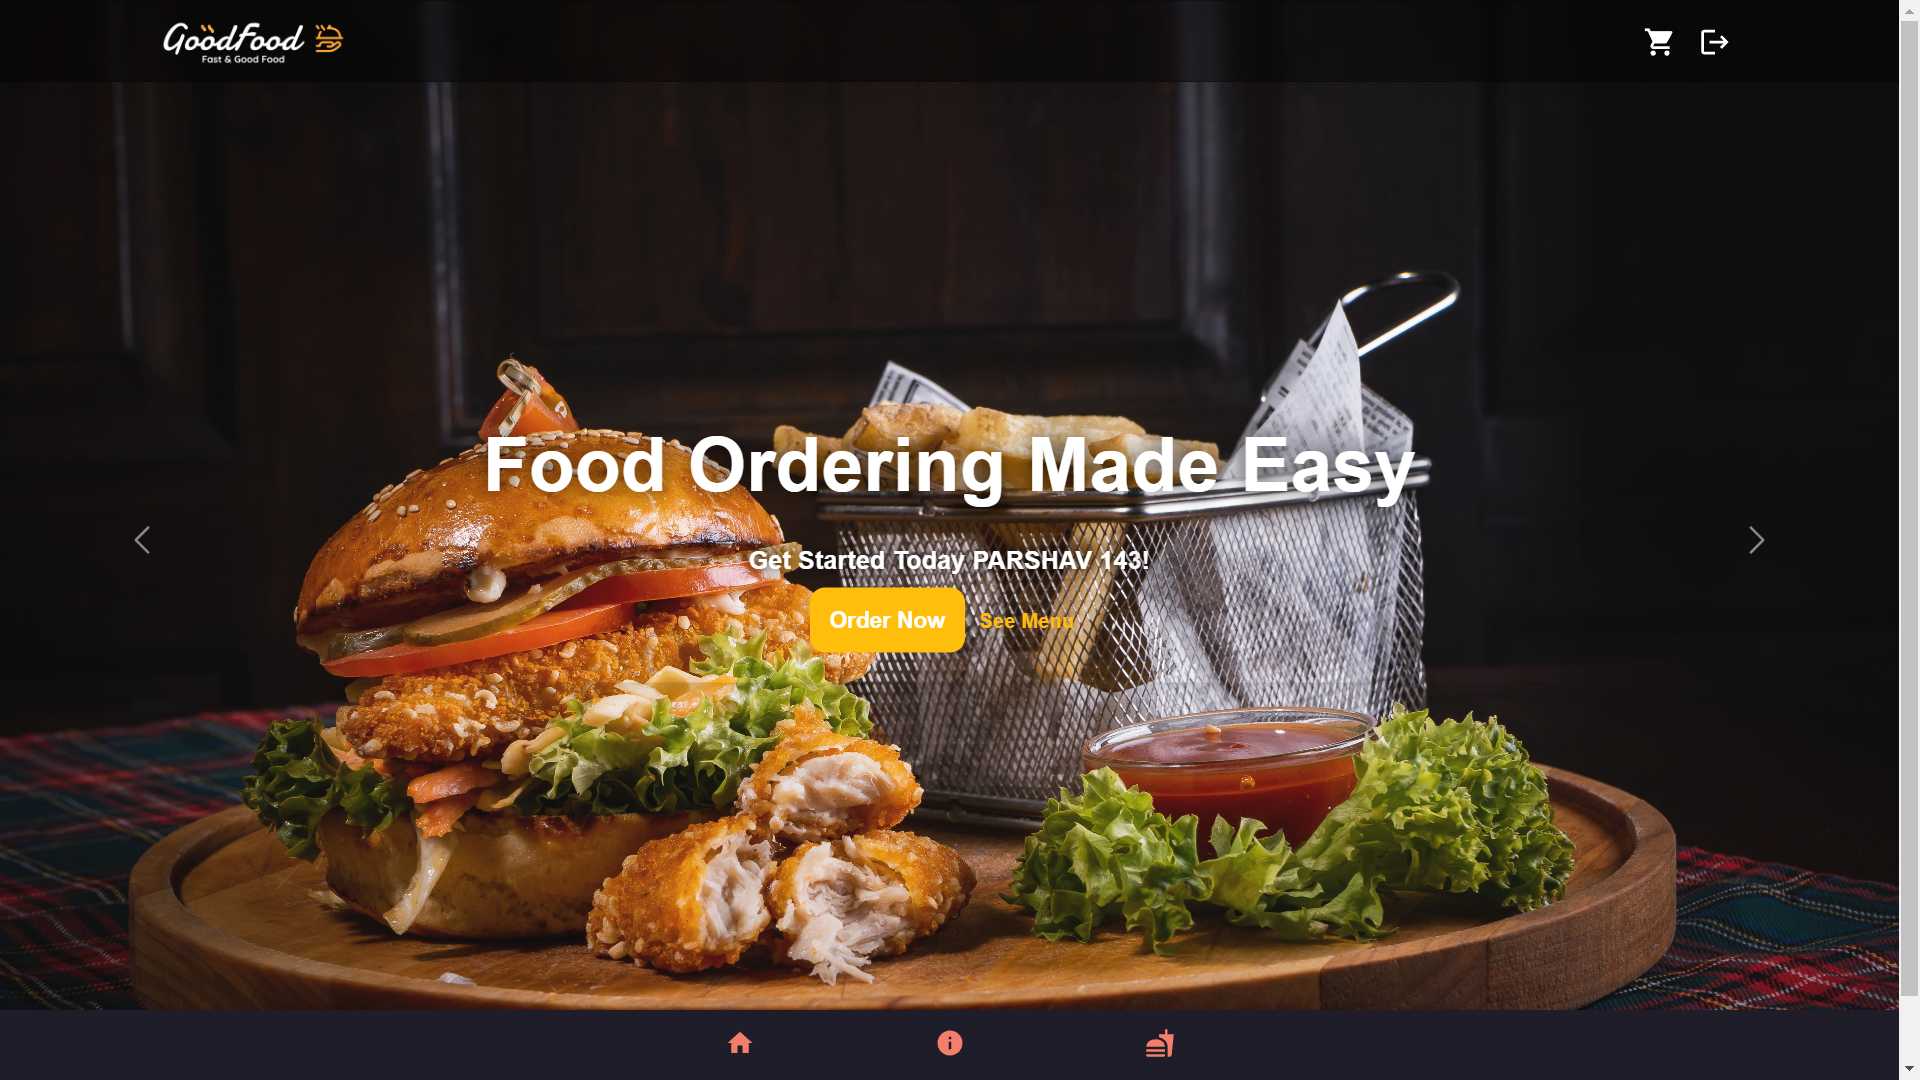 GoodFood
Fast & Good Food
Food Ordering Made Easy
Get Started Today PARSHAV 143!
Order Now
See Menu